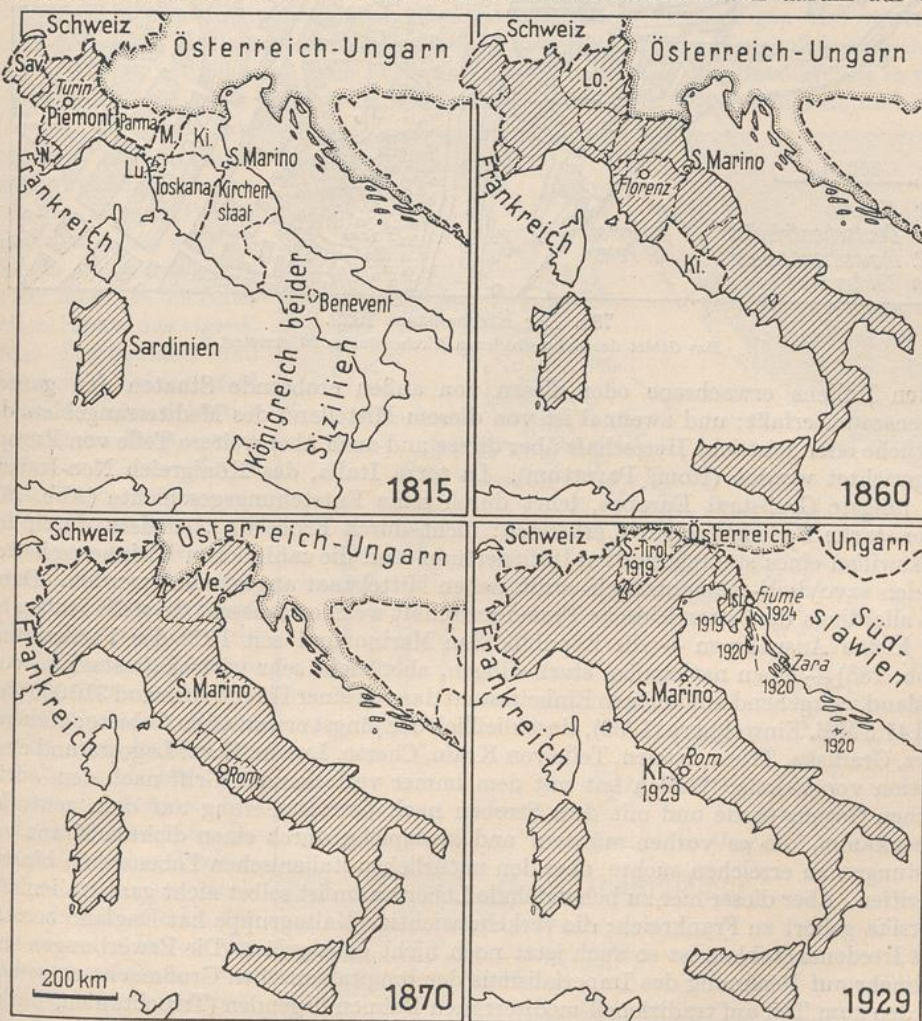 Schweiz
Österreich-Ungarn
Sav.
Turin
Piemont
Parma
M.
Ki.
N.
Lu.
S. Marino
Toskana
Kirchen-
staat
Frankreich
Benevent
Sardinien
Königreich beider
Sizilien
1815
Schweiz
Österreich-Ungarn
Lo.
S. Marino
Florenz
Frankreich
Ki.
1860
Schweiz
Österreich-Ungarn
Ve.
S. Marino
Frankreich
Rom
200 km
1870
Schweiz
Österreich
Ungarn
S-Tirol
1919
Ist.
1919
Fiume
1924
1920
Süd-
slawien
Zara
1920
1920
S. Marino
Frankreich
Rom
Ki.
1929
1929